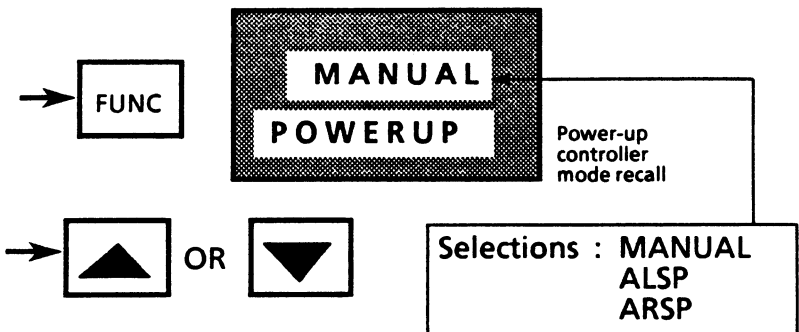 FUNC
MANUAL
POWERUP
Power-up
controller
mode recall
OR
Selections : MANUAL
ALSP
ARSP